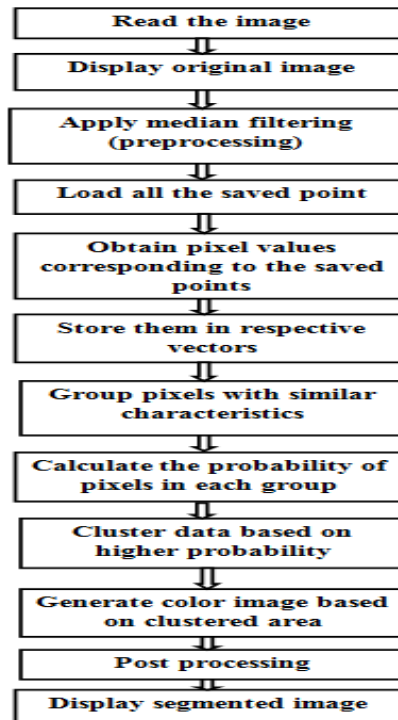 Read the image
Display original image
Apply median filtering
(preprocessing)
Load all the saved point
Obtain pixel values
corresponding to the saved
points
Store them in respective
vectors
Group pixels with similar
characteristics
Calculate the probability of
pixels in each group
Cluster data based on
higher probability
Generate color image based
on clustered area
Post processing
Display segmented image